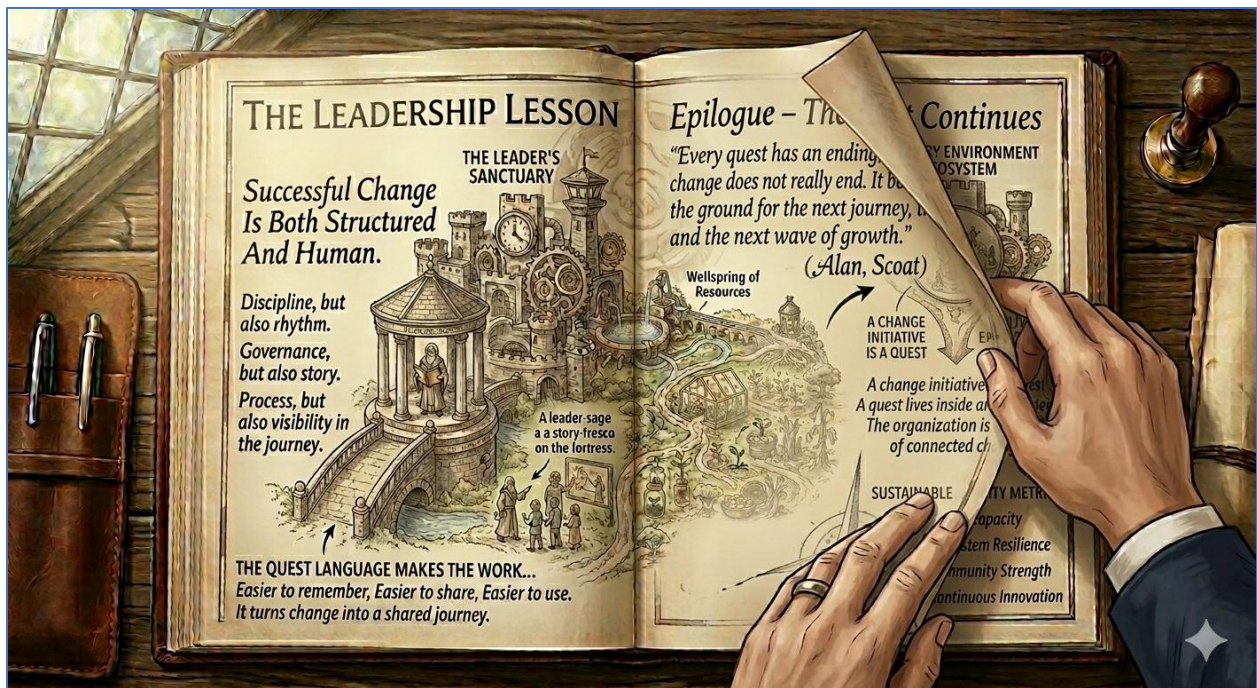 THE LEADERSHIP LESSON
THE LEADER'S
SANCTUARY
Successful Change
Is Both Structured
And Human.
Discipline, but
also rhythm.
Governance,
but also story.
Process, but
also visibility in
the journey.
A leader-sage
a a story-fresco
on the fortress.
THE QUEST LANGUAGE MAKES THE WORK...
Easier to remember, Easier to share, Easier to use.
It turns change into a shared journey.
Epilogue – Continues
"Every quest has an ending,
change does not really end. It
the ground for the next journey,
and the next wave of growth."
(Alan, Scoat)
ENVIRONMENT
Wellspring of
Resources
A CHANGE
INITIATIVE
IS A QUEST
A change initiative
A quest lives inside
The organization is
of connected
SUSTAINABLE
Resilience
Strength
Innovation